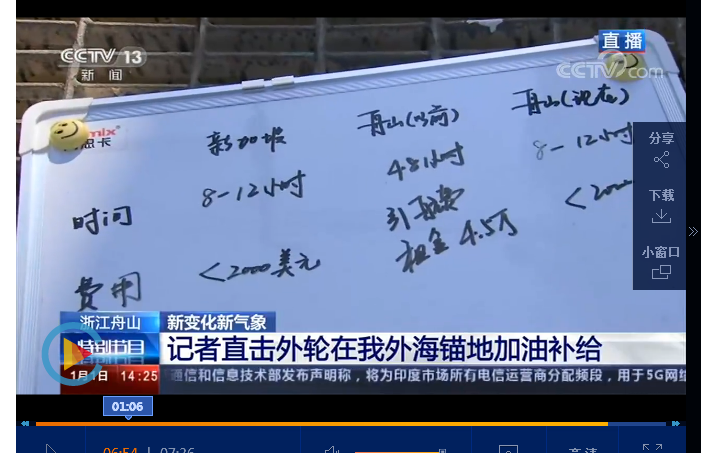 CCTV 13
新闻
直播
CCTV.com
mix
思卡
新加坡
舟山(以前)
舟山(现在)
时间
8-12小时
48小时
8-12小时
费用
<2000美元
引航费
租金4.5万
<2000
分享
下载
小窗口
浙江舟山
新变化新气象
特别节目
记者直击外轮在我外海锚地加油补给
1月1日 14:25
通信和信息技术部发布声明称，将为印度市场所有电信运营商分配频段，用于5G网络
01:06
06:54 | 07:36
高清